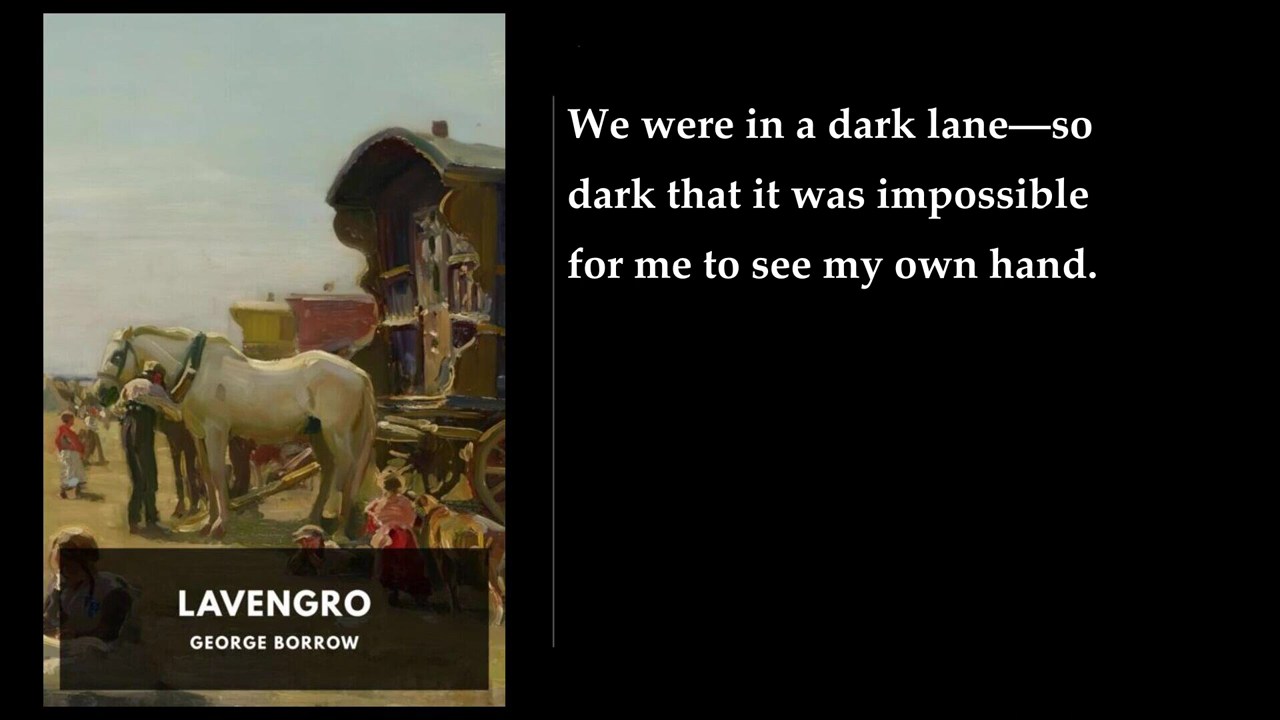 We were in a dark lane—so
dark that it was impossible
for me to see my own hand.
LAVENGRO
GEORGE BORROW